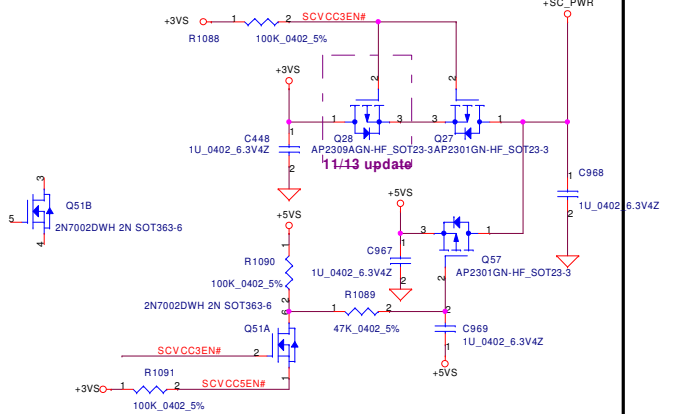 +SC_PWR
+3VS 1 2 SCVCC3EN#
R1088 100K_0402_5%
+3VS
2 2
1 3 3 1
C448 1 Q28 Q27
1U_0402_6.3V4Z AP2309AGN-HF_SOT23-3 AP2301GN-HF_SOT23-3
2 11/13 update
1 C968
2 1U_0402_6.3V4Z
3
Q51B
5 2N7002DWH 2N SOT363-6
4
+5VS +5VS
1 3 1
R1090 C967 1 Q57
100K_0402_5% 1U_0402_6.3V4Z AP2301GN-HF_SOT23-3
2 2 2
2N7002DWH 2N SOT363-6 R1089
6 1 2 2
Q51A 47K_0402_5% C969
1U_0402_6.3V4Z
SCVCC3EN# 2 1
1 +5VS
R1091
+3VS 1 2 SCVCC5EN#
100K_0402_5%